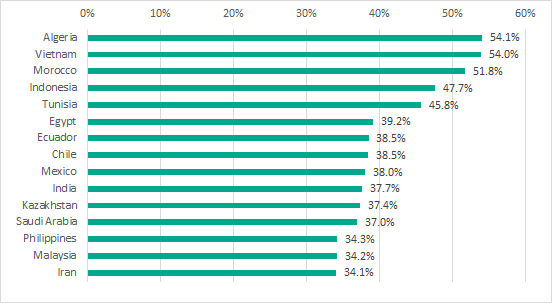 0% 10% 20% 30% 40% 50% 60%
Algeria 54.1%
Vietnam 54.0%
Morocco 51.8%
Indonesia 47.7%
Tunisia 45.8%
Egypt 39.2%
Ecuador 38.5%
Chile 38.5%
Mexico 38.0%
India 37.7%
Kazakhstan 37.4%
Saudi Arabia 37.0%
Philippines 34.3%
Malaysia 34.2%
Iran 34.1%